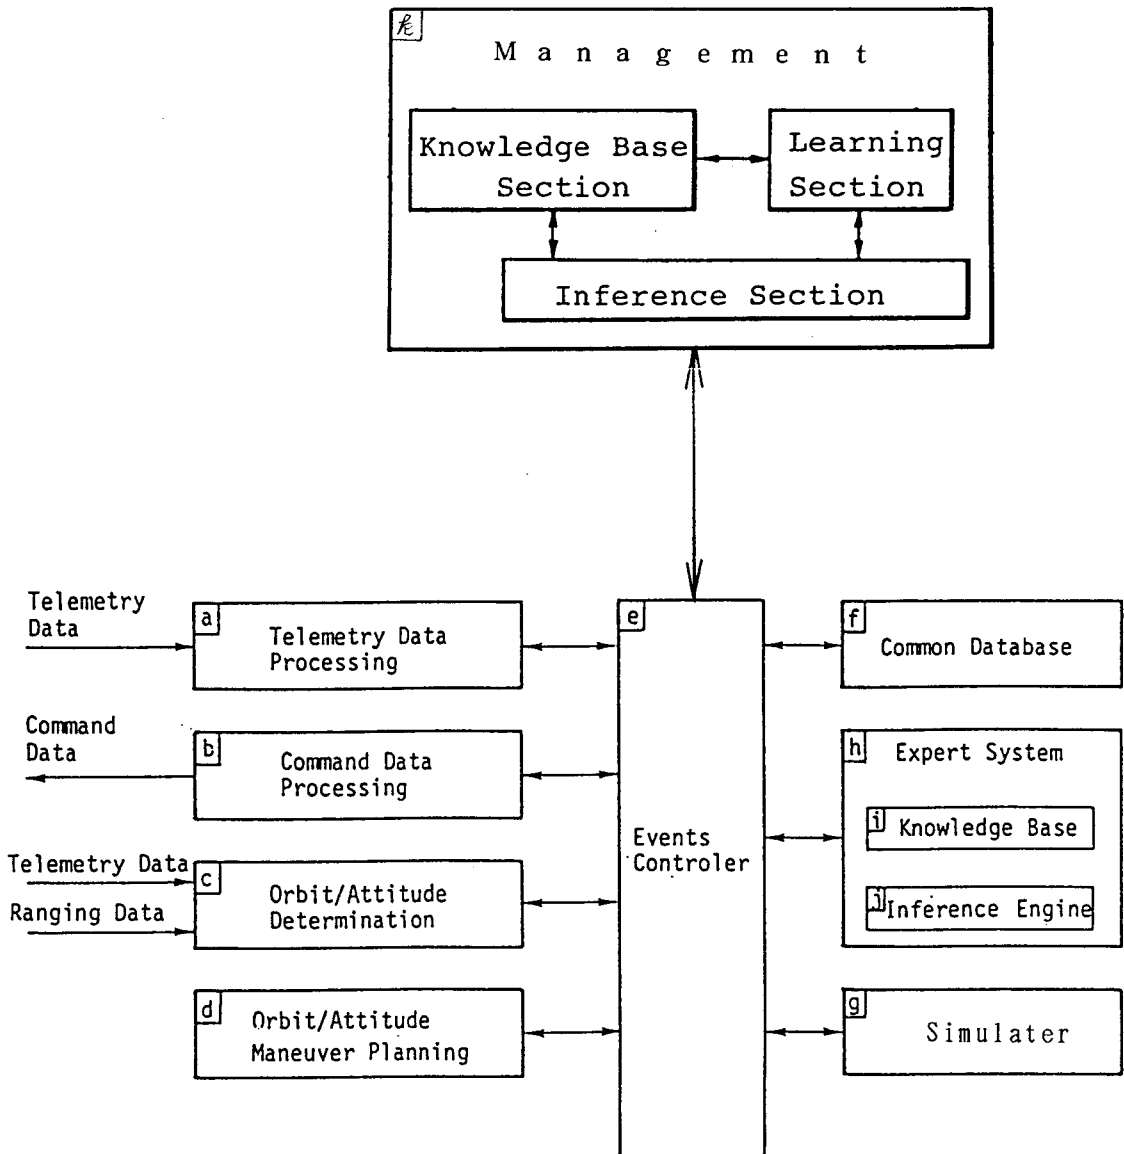 k
Management
Knowledge Base
Section
Learning
Section
Inference Section
Telemetry
Data
a
Telemetry Data
Processing
Command
Data
b
Command Data
Processing
Telemetry Data
Ranging Data
c
Orbit/Attitude
Determination
d
Orbit/Attitude
Maneuver Planning
e
Events
Controler
f
Common Database
h
Expert System
i
Knowledge Base
j
Inference Engine
g
Simulater